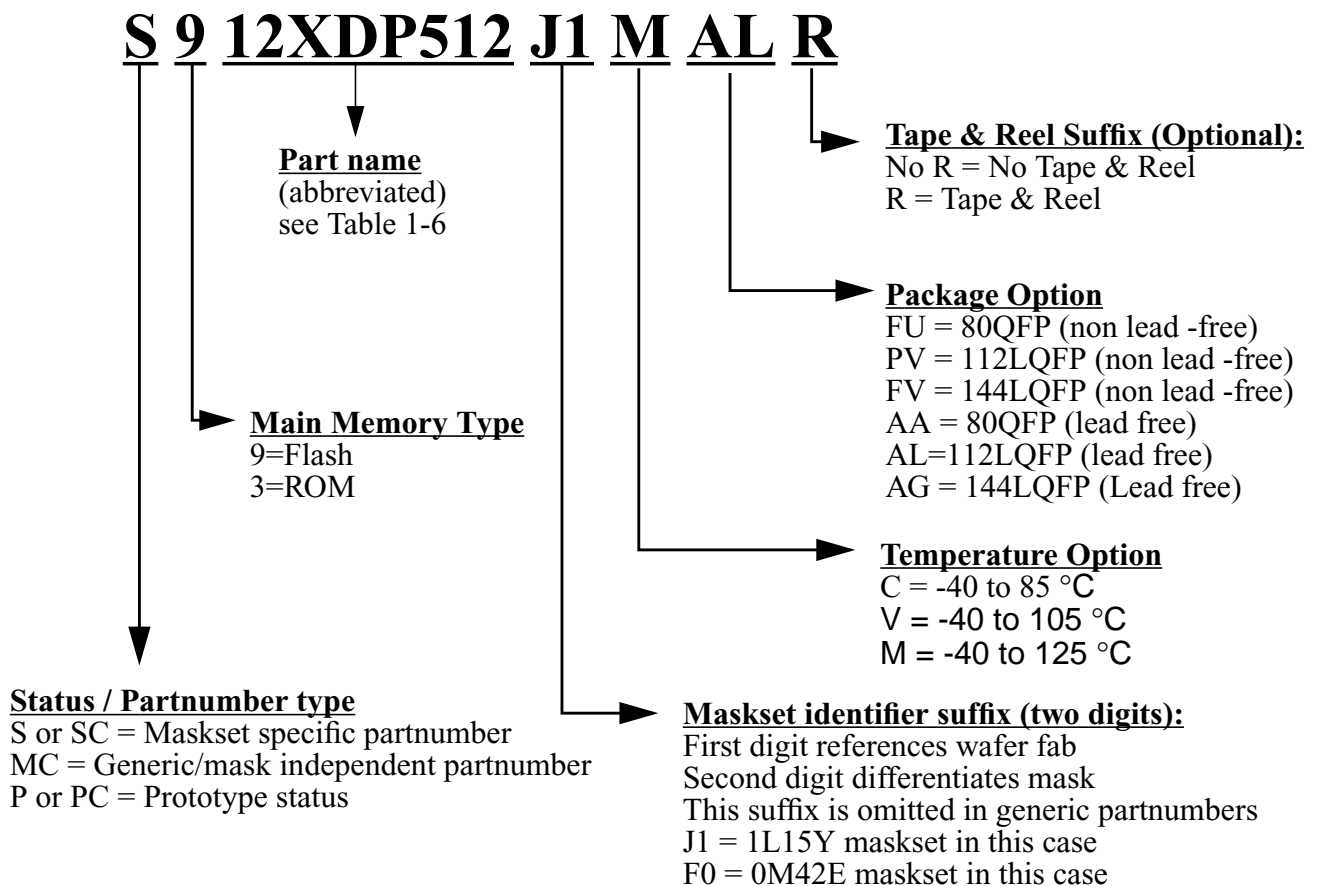 S 9 12XDP512 J1 M AL R
Tape & Reel Suffix (Optional):
No R = No Tape & Reel
R = Tape & Reel
Part name
(abbreviated)
see Table 1-6
Package Option
FU = 80QFP (non lead -free)
PV = 112LQFP (non lead -free)
FV = 144LQFP (non lead -free)
AA = 80QFP (lead free)
AL=112LQFP (lead free)
AG = 144LQFP (Lead free)
Main Memory Type
9=Flash
3=ROM
Temperature Option
C = -40 to 85 °C
V = -40 to 105 °C
M = -40 to 125 °C
Status / Partnumber type
S or SC = Maskset specific partnumber
MC = Generic/mask independent partnumber
P or PC = Prototype status
Maskset identifier suffix (two digits):
First digit references wafer fab
Second digit differentiates mask
This suffix is omitted in generic partnumbers
J1 = 1L15Y maskset in this case
F0 = 0M42E maskset in this case